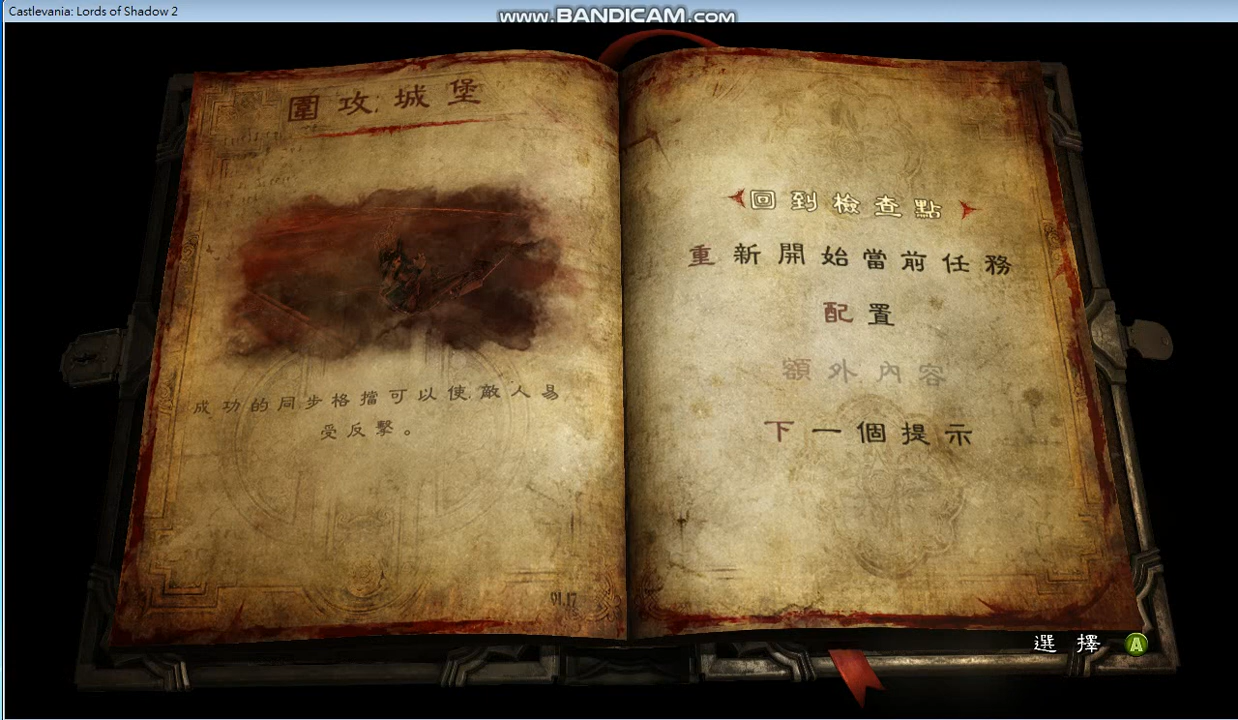 Castlevania: Lords of Shadow 2
www.BANDICAM.com
圍攻城堡
成功的同步格擋可以使敵人易
受反擊。
91,17
回到檢查點
重新開始當前任務
配置
額外內容
下一個提示
選擇 A